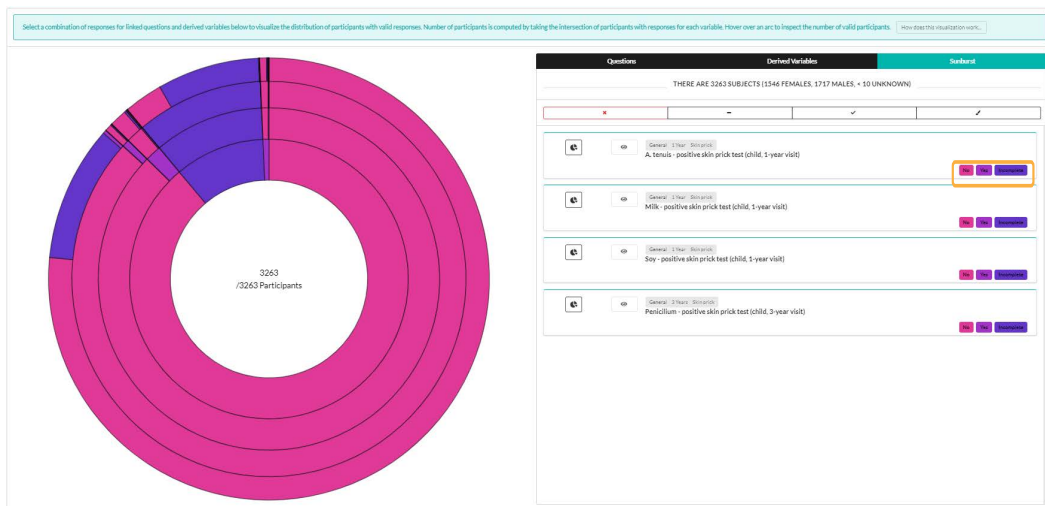 Select a combination of responses for linked questions and derived variables below to visualize the distribution of participants with valid responses. Number of participants is computed by taking the intersection of participants with responses for each variable. Hover over an arc to inspect the number of valid participants. How does this visualization work...
Questions Derived Variables Sunburst
THERE ARE 3263 SUBJECTS (1546 FEMALES, 1717 MALES, + 10 UNKNOWN)
General 1 Year Skin prick
A. tenuis - positive skin prick test (child, 1-year visit)
No Yes Incomplete
General 1 Year Skin prick
Milk - positive skin prick test (child, 1-year visit)
No Yes Incomplete
General 1 Year Skin prick
Soy - positive skin prick test (child, 1-year visit)
No Yes Incomplete
General 3 Years Skin prick
Penicilium - positive skin prick test (child, 3-year visit)
No Yes Incomplete
3263
/3263 Participants